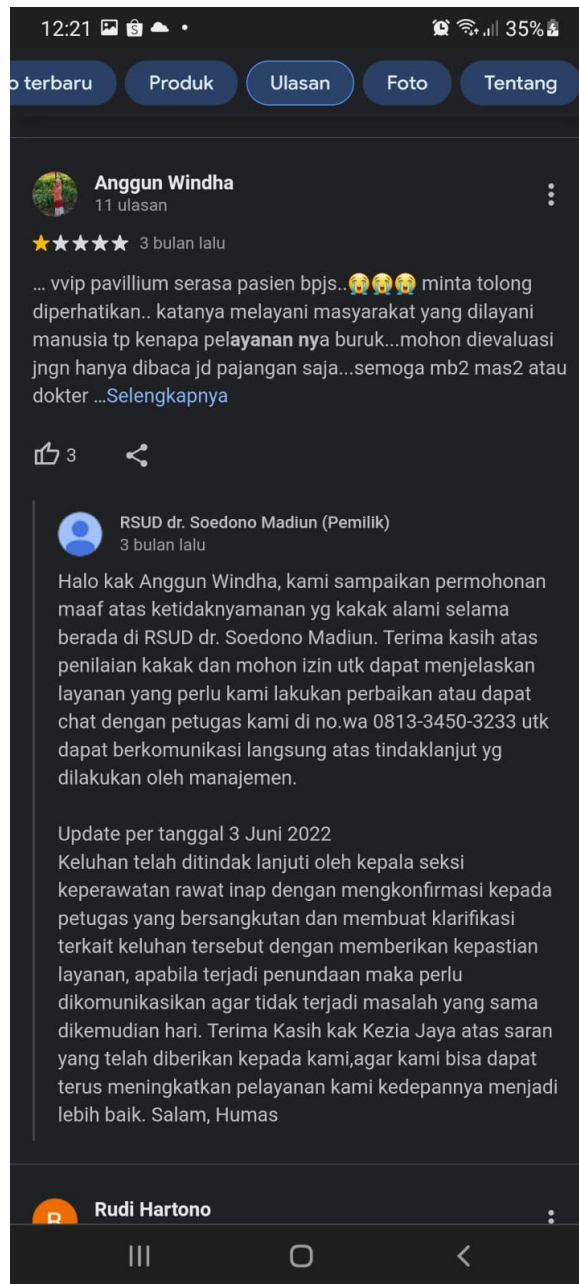 12:21
35%
o terbaru Produk Ulasan Foto Tentang
Anggun Windha
11 ulasan
3 bulan lalu
... vvip pavillium serasa pasien bpjs..😭😭😭 minta tolong
diperhatikan.. katanya melayani masyarakat yang dilayani
manusia tp kenapa pelayanan nya buruk...mohon dievaluasi
jngn hanya dibaca jd pajangan saja...semoga mb2 mas2 atau
dokter ...Selengkapnya
3
RSUD dr. Soedono Madiun (Pemilik)
3 bulan lalu
Halo kak Anggun Windha, kami sampaikan permohonan
maaf atas ketidaknyamanan yg kakak alami selama
berada di RSUD dr. Soedono Madiun. Terima kasih atas
penilaian kakak dan mohon izin utk dapat menjelaskan
layanan yang perlu kami lakukan perbaikan atau dapat
chat dengan petugas kami di no.wa 0813-3450-3233 utk
dapat berkomunikasi langsung atas tindaklanjut yg
dilakukan oleh manajemen.
Update per tanggal 3 Juni 2022
Keluhan telah ditindak lanjuti oleh kepala seksi
keperawatan rawat inap dengan mengkonfirmasi kepada
petugas yang bersangkutan dan membuat klarifikasi
terkait keluhan tersebut dengan memberikan kepastian
layanan, apabila terjadi penundaan maka perlu
dikomunikasikan agar tidak terjadi masalah yang sama
dikemudian hari. Terima Kasih kak Kezia Jaya atas saran
yang telah diberikan kepada kami,agar kami bisa dapat
terus meningkatkan pelayanan kami kedepannya menjadi
lebih baik. Salam, Humas
R
Rudi Hartono